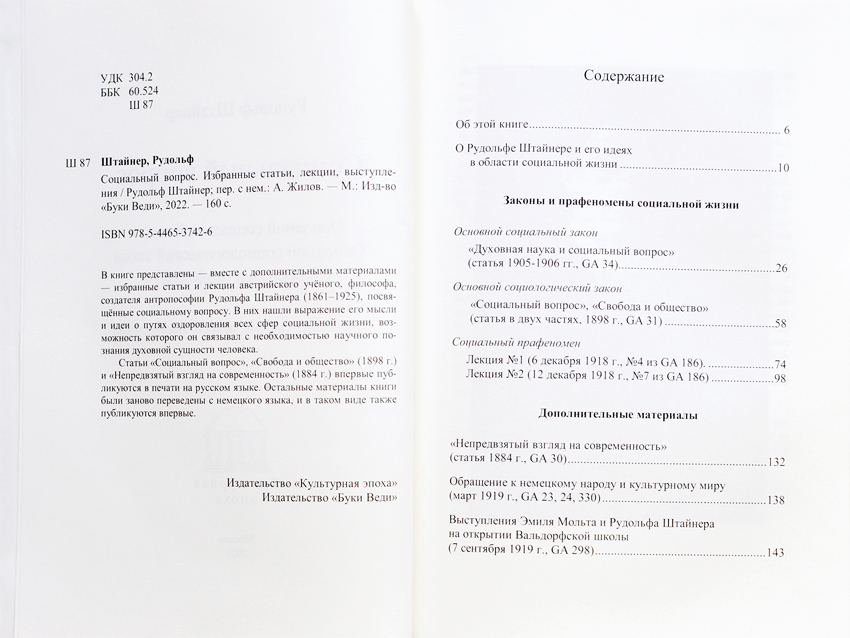 УДК 304.2
ББК 60.524
Ш 87
Ш 87 Штайнер, Рудольф
Социальный вопрос. Избранные статьи, лекции, выступле-
ния / Рудольф Штайнер; пер. с нем.: А. Жилов. — М.: Изд-во
«Буки Веди», 2022. — 160 с.
ISBN 978-5-4465-3742-6
В книге представлены — вместе с дополнительными материалами
— избранные статьи и лекции австрийского учёного, философа,
создателя антропософии Рудольфа Штайнера (1861–1925), посвя-
щённые социальному вопросу. В них нашли выражение его мысли
и идеи о путях оздоровления всех сфер социальной жизни, воз-
можность которого он связывал с необходимостью научного по-
знания духовной сущности человека.
Статьи «Социальный вопрос», «Свобода и общество» (1898 г.)
и «Непредвзятый взгляд на современность» (1884 г.) впервые пуб-
ликуются в печати на русском языке. Остальные материалы книги
были заново переведены с немецкого языка, и в таком виде также
публикуются впервые.
Издательство «Культурная эпоха»
Издательство «Буки Веди»
Содержание
Об этой книге........................................................ 6
О Рудольфе Штайнере и его идеях
в области социальной жизни ...................................10
Законы и прафеномены социальной жизни
Основной социальный закон
«Духовная наука и социальный вопрос»
(статья 1905-1906 гг., GA 34)...................................26
Основной социологический закон
«Социальный вопрос», «Свобода и общество»
(статья в двух частях, 1898 г., GA 31) .......................58
Социальный прафеномен
Лекция №1 (6 декабря 1918 г., №4 из GA 186). ................74
Лекция №2 (12 декабря 1918 г., №7 из GA 186) ...............98
Дополнительные материалы
«Непредвзятый взгляд на современность»
(статья 1884 г., GA 30)...........................................132
Обращение к немецкому народу и культурному миру
(март 1919 г., GA 23, 24, 330)...................................138
Выступления Эмиля Мольта и Рудольфа Штайнера
на открытии Вальдорфской школы
(7 сентября 1919 г., GA 298)....................................143